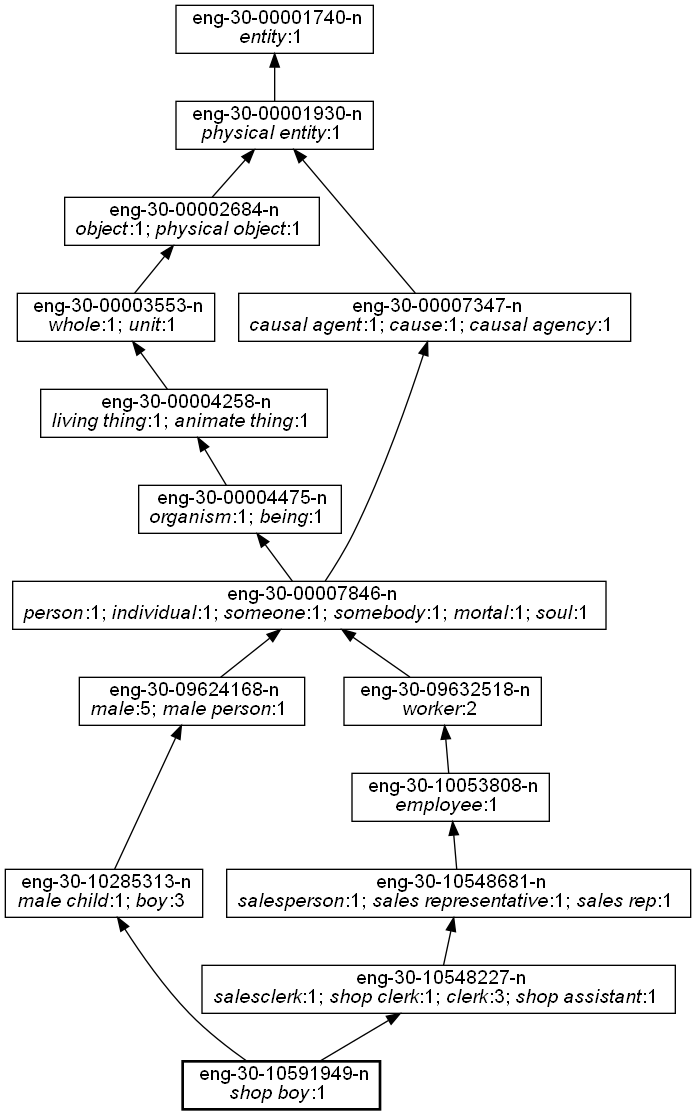 eng-30-00001740-n
entity:1
eng-30-00001930-n
physical entity:1
eng-30-00002684-n
object:1; physical object:1
eng-30-00003553-n
whole:1; unit:1
eng-30-00007347-n
causal agent:1; cause:1; causal agency:1
eng-30-00004258-n
living thing:1; animate thing:1
eng-30-00004475-n
organism:1; being:1
eng-30-00007846-n
person:1; individual:1; someone:1; somebody:1; mortal:1; soul:1
eng-30-09624168-n
male:5; male person:1
eng-30-09632518-n
worker:2
eng-30-10053808-n
employee:1
eng-30-10285313-n
male child:1; boy:3
eng-30-10548681-n
salesperson:1; sales representative:1; sales rep:1
eng-30-10548227-n
salesclerk:1; shop clerk:1; clerk:3; shop assistant:1
eng-30-10591949-n
shop boy:1